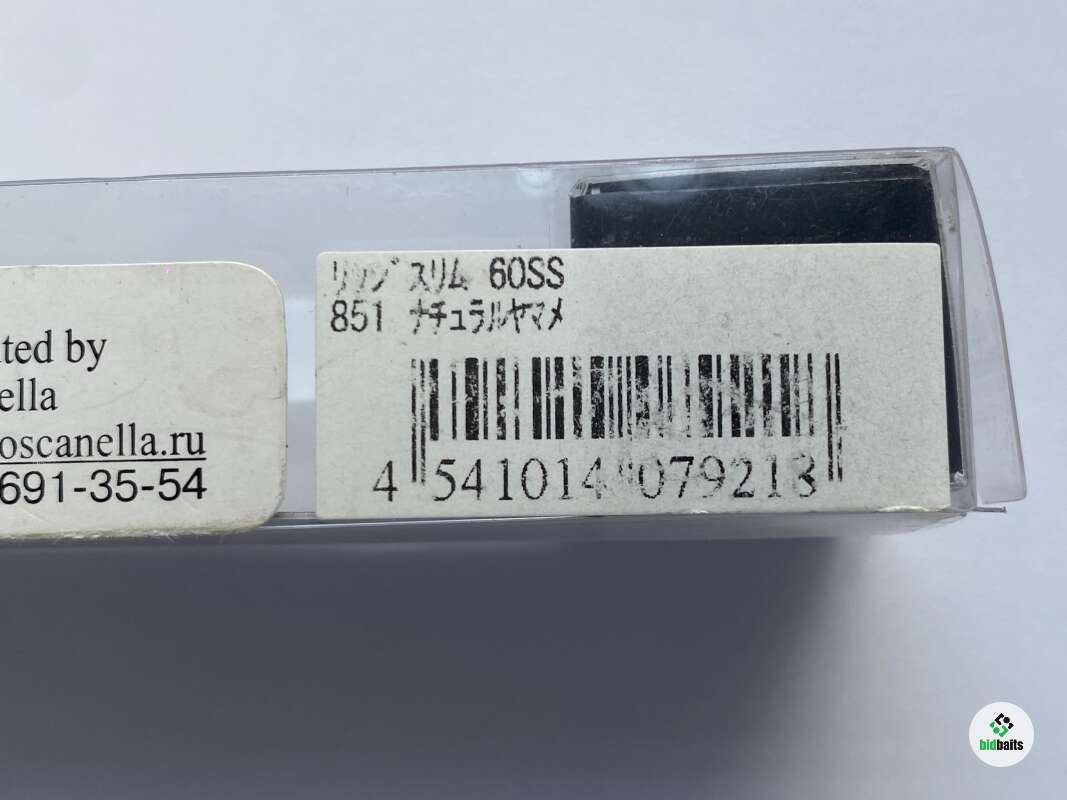 ﾘｯｼﾞｽﾘﾑ 60SS
851 ﾅﾁｭﾗﾙﾔﾏﾒ
4 541014 079218
ted by
ella
oscanella.ru
691-35-54
bidbaits